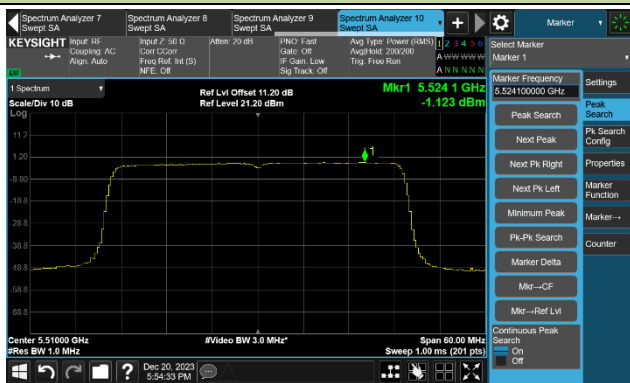 Spectrum Analyzer 7
Swept SA
Spectrum Analyzer 8
Swept SA
Spectrum Analyzer 9
Swept SA
Spectrum Analyzer 10
Swept SA
Marker
KEYSIGHT
Input: RF
Coupling: AC
Align: Auto
Input Z: 50 Ω
Corr CCorr
Freq Ref: Int (S)
NFE: Off
Atten: 20 dB
PNO: Fast
Gate: Off
IF Gain: Low
Sig Track: Off
Avg Type: Power (RMS)
Avg|Hold: 200/200
Trig: Free Run
1 2 3 4 5 6
A W W W W W
A N N N N N
LW
Select Marker
Marker 1
1 Spectrum
Scale/Div 10 dB
Log
Ref Lvl Offset 11.20 dB
Ref Level 21.20 dBm
Mkr1 5.524 1 GHz
-1.123 dBm
11.2
1.20
-8.80
-18.8
-28.8
-38.8
-48.8
-58.8
-68.8
1
Center 5.51000 GHz
#Res BW 1.0 MHz
#Video BW 3.0 MHz*
Span 60.00 MHz
Sweep 1.00 ms (201 pts)
Marker Frequency
5.524100000 GHz
Peak Search
Next Peak
Next Pk Right
Next Pk Left
Minimum Peak
Pk-Pk Search
Marker Delta
Mkr→CF
Mkr→Ref Lvl
Continuous Peak
Search
On
Off
Settings
Peak
Search
Pk Search
Config
Properties
Marker
Function
Marker→
Counter
Dec 20, 2023
5:54:33 PM